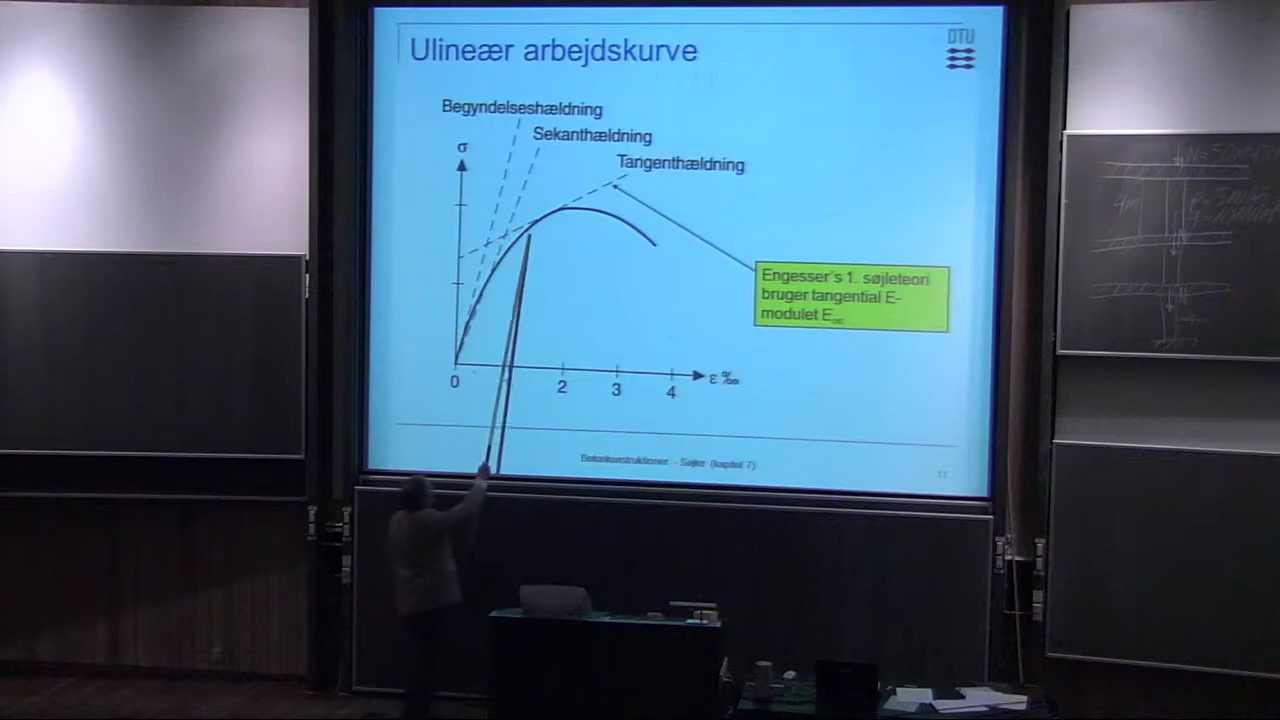 Ulineær arbejdskurve
DTU
Begyndelseshældning
Sekanthældning
Tangenthældning
σ
Engesser's 1. søjleteori
bruger tangential E-
modulet E
0
2
3
4
ε ‰
Betonkonstruktioner - Søjler (kapitel 7)
13